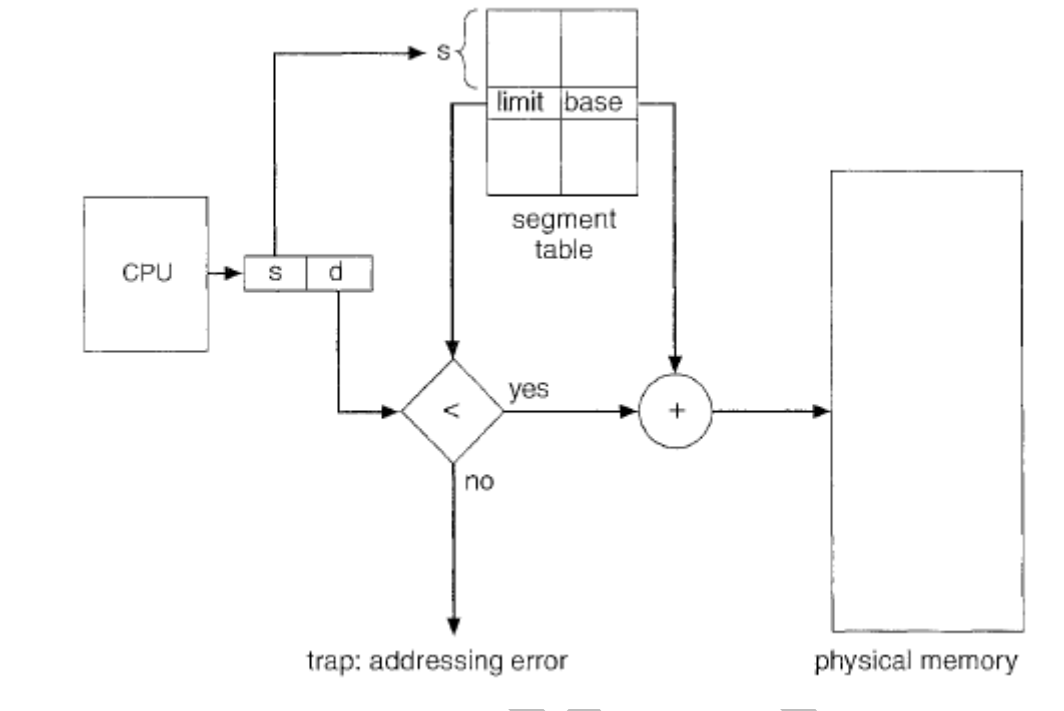 s
limit base
segment
table
CPU
s d
<
yes
+
no
trap: addressing error
physical memory